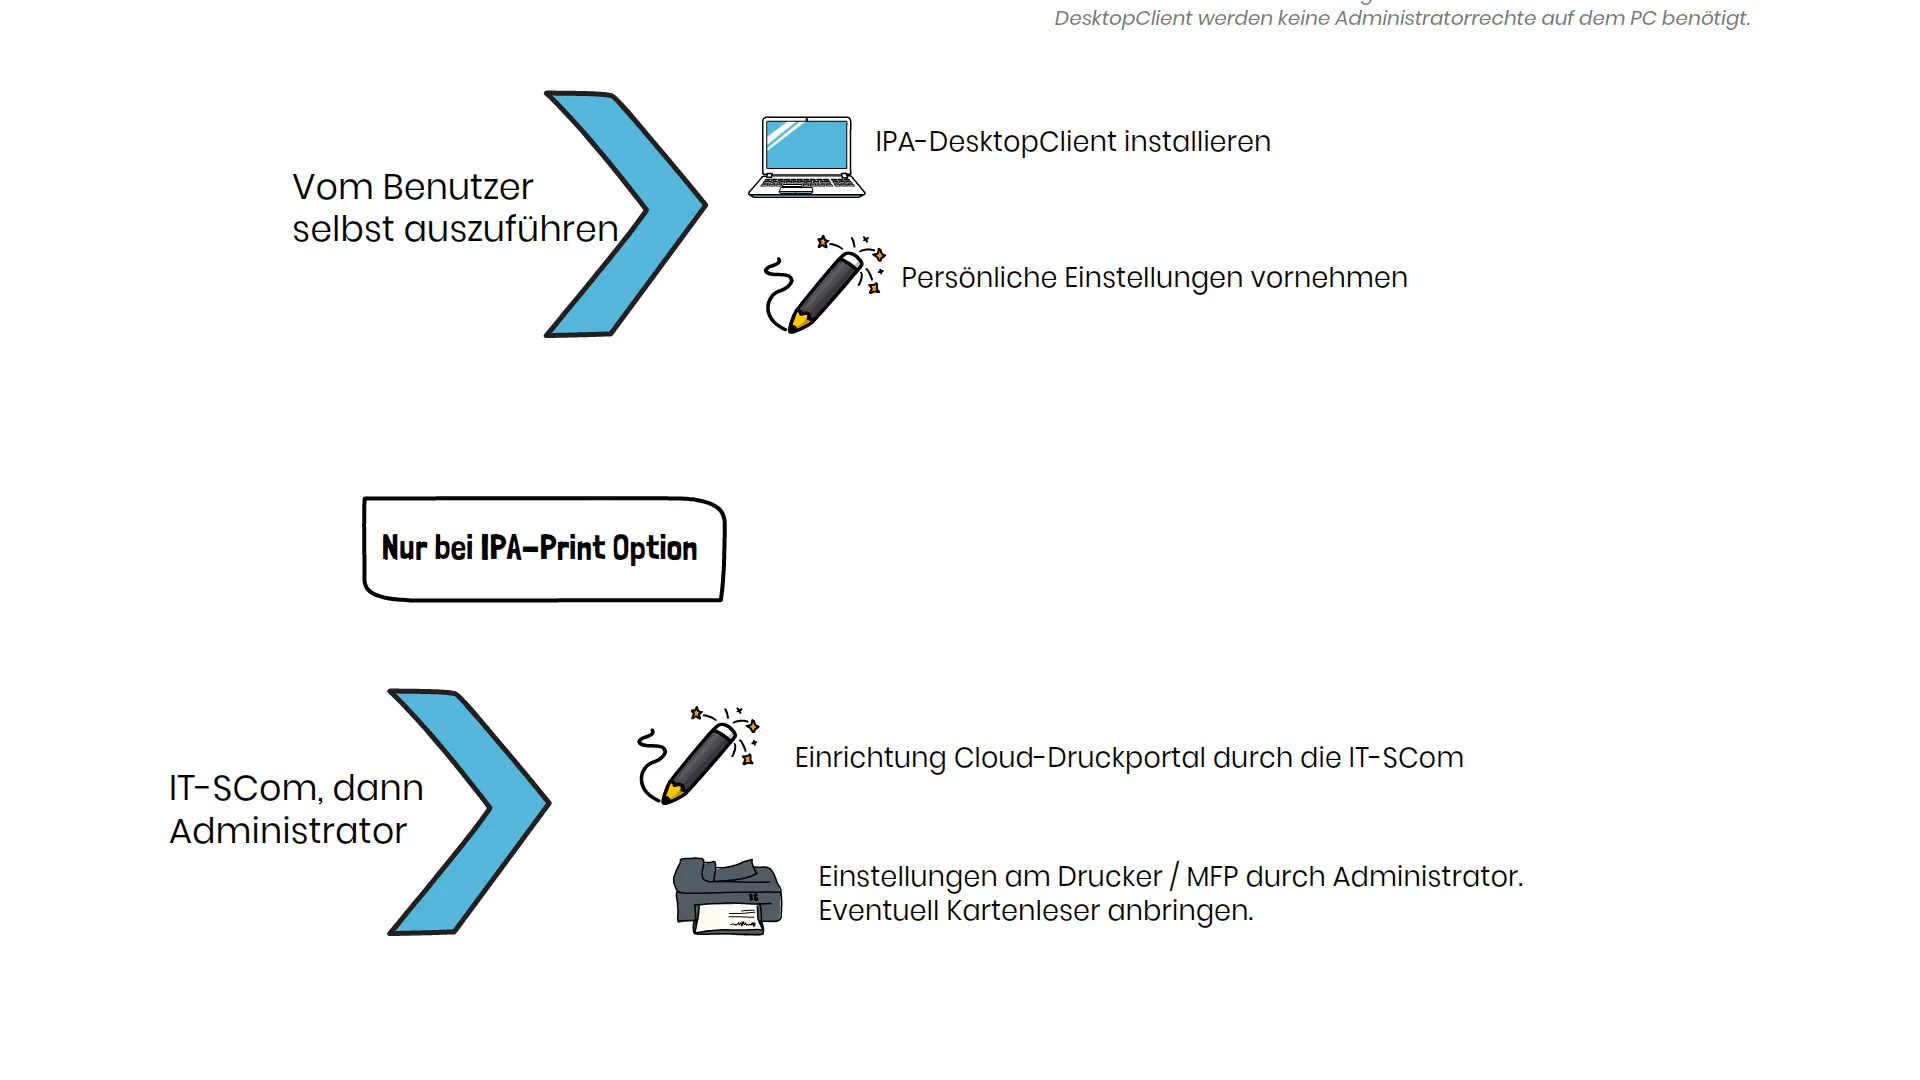 DesktopClient werden keine Administratorrechte auf dem PC benötigt.
IPA-DesktopClient installieren
Vom Benutzer
selbst auszuführen
Persönliche Einstellungen vornehmen
Nur bei IPA-Print Option
Einrichtung Cloud-Druckportal durch die IT-SCom
IT-SCom, dann
Administrator
Einstellungen am Drucker / MFP durch Administrator.
Eventuell Kartenleser anbringen.